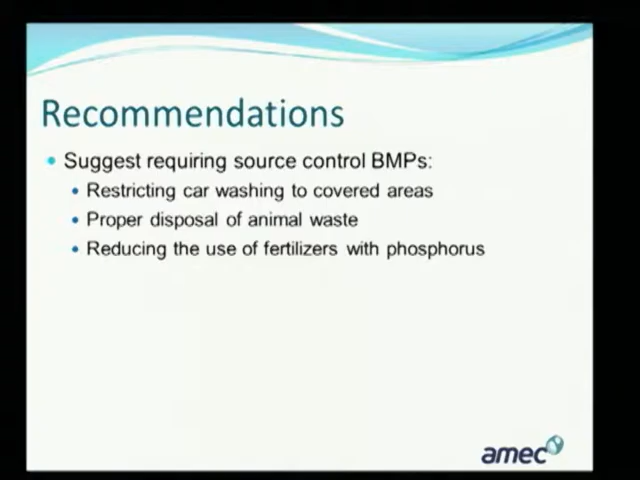 Recommendations
Suggest requiring source control BMPs:
Restricting car washing to covered areas
Proper disposal of animal waste
Reducing the use of fertilizers with phosphorus
amec